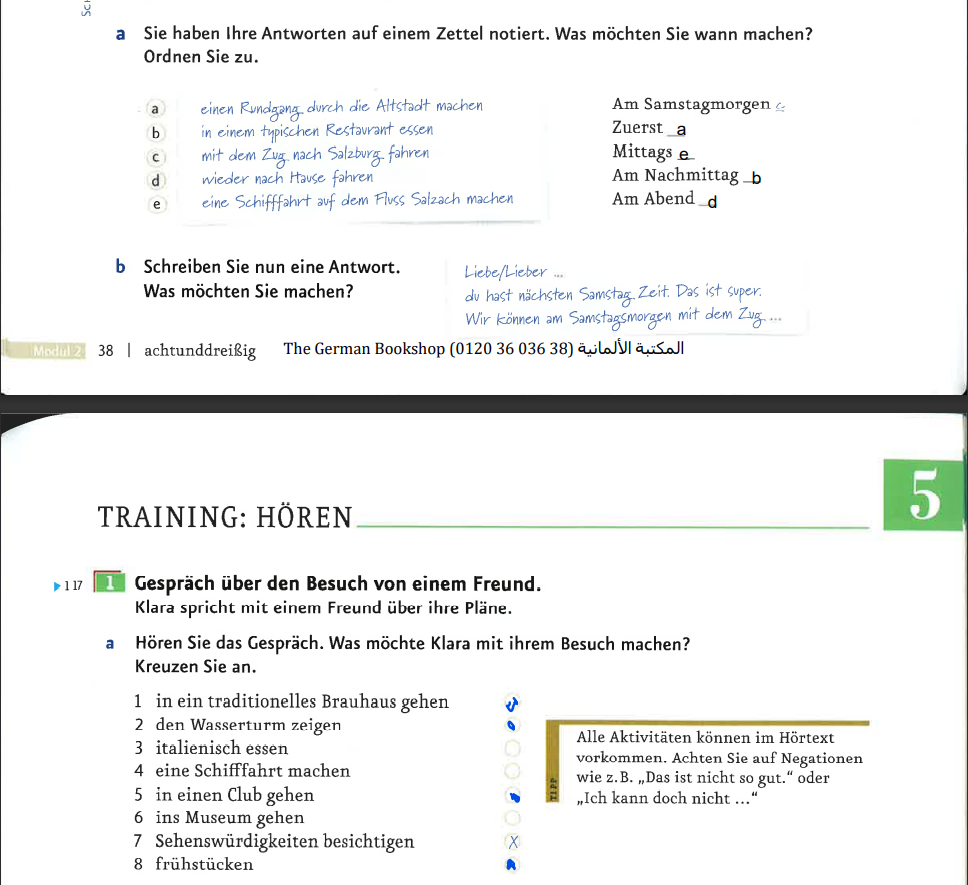 Sc
a Sie haben Ihre Antworten auf einem Zettel notiert. Was möchten Sie wann machen?
Ordnen Sie zu.
a einen Rundgang durch die Altstadt machen
b in einem typischen Restaurant essen
c mit dem Zug nach Salzburg fahren
d wieder nach Hause fahren
e eine Schifffahrt auf dem Fluss Salzach machen
Am Samstagmorgen c
Zuerst a
Mittags e
Am Nachmittag b
Am Abend d
b Schreiben Sie nun eine Antwort.
Was möchten Sie machen?
Liebe/Lieber ...
du hast nächsten Samstag Zeit. Das ist super.
Wir können am Samstagsmorgen mit dem Zug ...
Modul 2 38 | achtunddreißig The German Bookshop (0120 36 036 38) المكتبة الألمانية
5
TRAINING: HÖREN
1 17 1 Gespräch über den Besuch von einem Freund.
Klara spricht mit einem Freund über ihre Pläne.
a Hören Sie das Gespräch. Was möchte Klara mit ihrem Besuch machen?
Kreuzen Sie an.
1 in ein traditionelles Brauhaus gehen
2 den Wasserturm zeigen
3 italienisch essen
4 eine Schifffahrt machen
5 in einen Club gehen
6 ins Museum gehen
7 Sehenswürdigkeiten besichtigen X
8 frühstücken
TIPP
Alle Aktivitäten können im Hörtext
vorkommen. Achten Sie auf Negationen
wie z.B. „Das ist nicht so gut.“ oder
„Ich kann doch nicht ...“